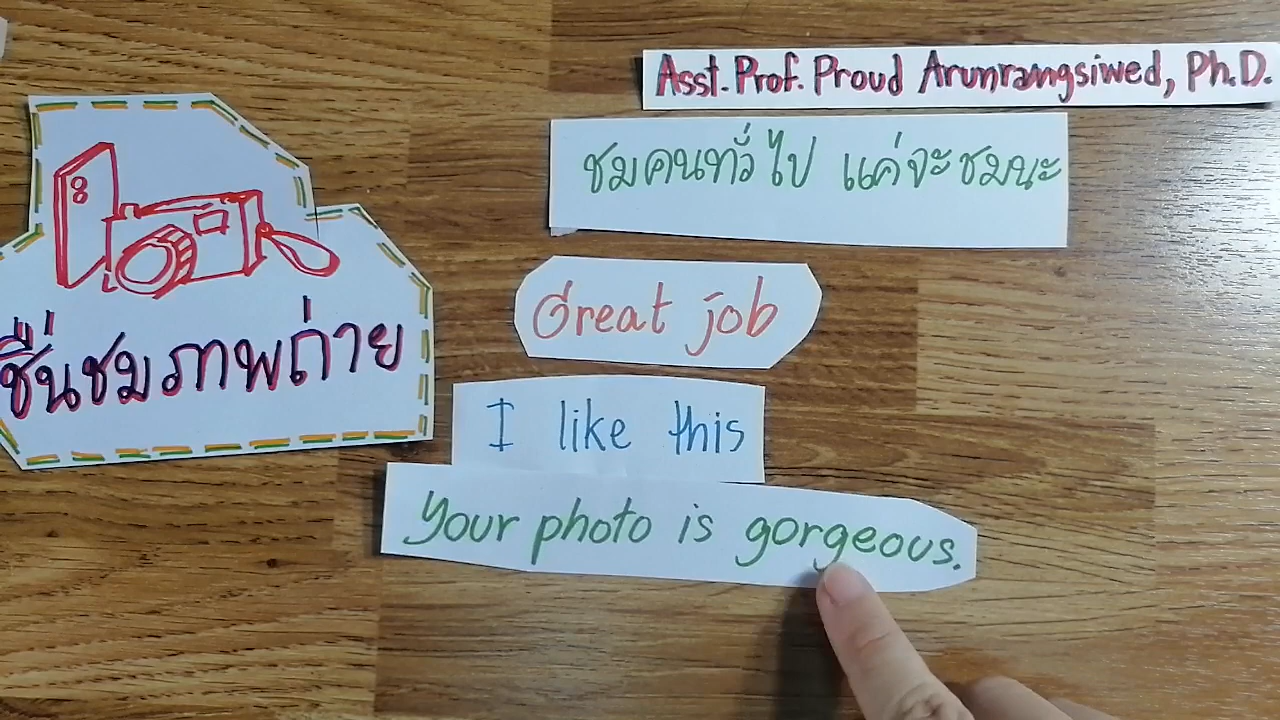 Asst. Prof. Proud Arunrangsiwed, Ph.D.
ชมคนทั่วไป แค่จะชมนะ
ชื่นชมภาพถ่าย
Great job
I like this
Your photo is gorgeous.